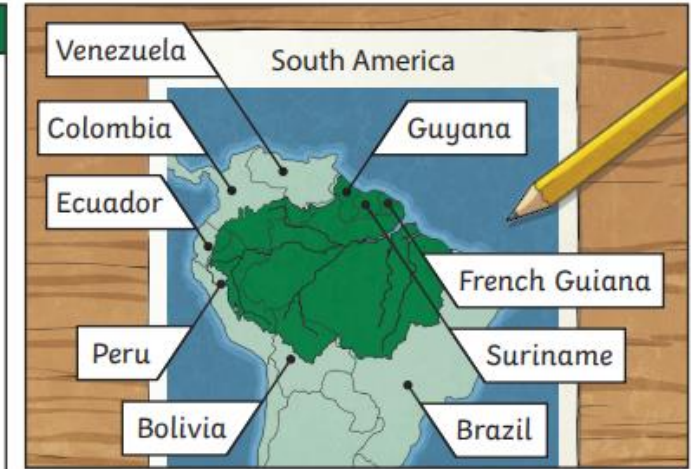 South America
Venezuela
Colombia
Ecuador
Peru
Bolivia
Guyana
French Guiana
Suriname
Brazil